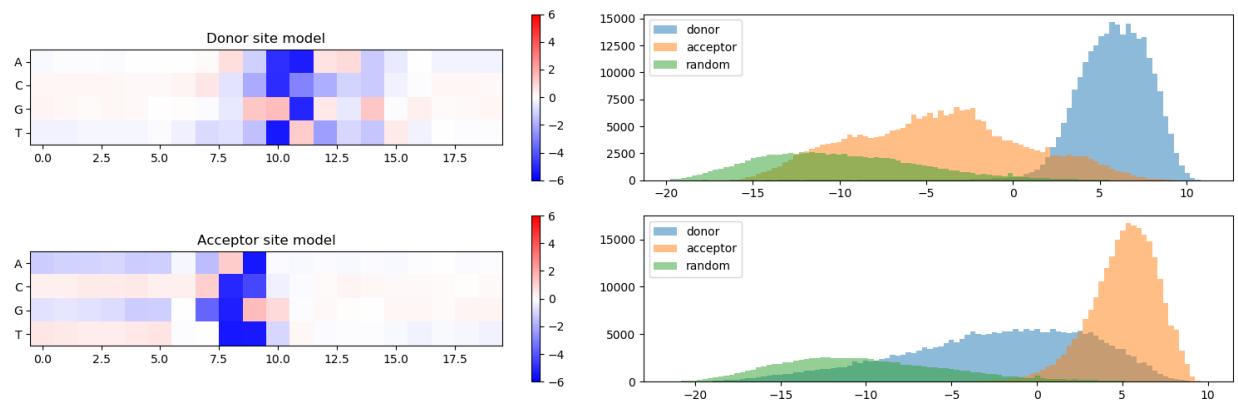 Donor site model
A
C
G
T
0.0 2.5 5.0 7.5 10.0 12.5 15.0 17.5
6
4
2
0
−2
−4
−6
15000
12500
10000
7500
5000
2500
0
donor
acceptor
random
−20 −15 −10 −5 0 5 10
Acceptor site model
A
C
G
T
0.0 2.5 5.0 7.5 10.0 12.5 15.0 17.5
6
4
2
0
−2
−4
−6
15000
10000
5000
0
donor
acceptor
random
−20 −15 −10 −5 0 5 10